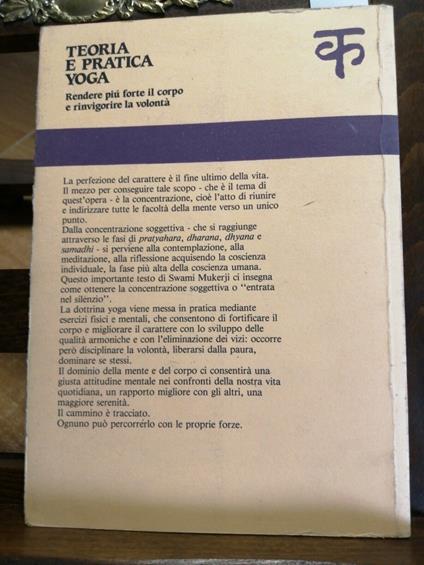 TEORIA
E PRATICA
YOGA
Rendere piú forte il corpo
e rinvigorire la volontà
क
La perfezione del carattere è il fine ultimo della vita.
Il mezzo per conseguire tale scopo - che è il tema di
quest'opera - è la concentrazione, cioè l'atto di riunire
e indirizzare tutte le facoltà della mente verso un unico
punto.
Dalla concentrazione soggettiva - che si raggiunge
attraverso le fasi di pratyahara, dharana, dhyana e
samadhi - si perviene alla contemplazione, alla
meditazione, alla riflessione acquisendo la coscienza
individuale, la fase più alta della coscienza umana.
Questo importante testo di Swami Mukerji ci insegna
come ottenere la concentrazione soggettiva o "entrata
nel silenzio".
La dottrina yoga viene messa in pratica mediante
esercizi fisici e mentali, che consentono di fortificare il
corpo e migliorare il carattere con lo sviluppo delle
qualità armoniche e con l'eliminazione dei vizi: occorre
però disciplinare la volontà, liberarsi dalla paura,
dominare se stessi.
Il dominio della mente e del corpo ci consentirà una
giusta attitudine mentale nei confronti della nostra vita
quotidiana, un rapporto migliore con gli altri, una
maggiore serenità.
Il cammino è tracciato.
Ognuno può percorrérlo con le proprie forze.